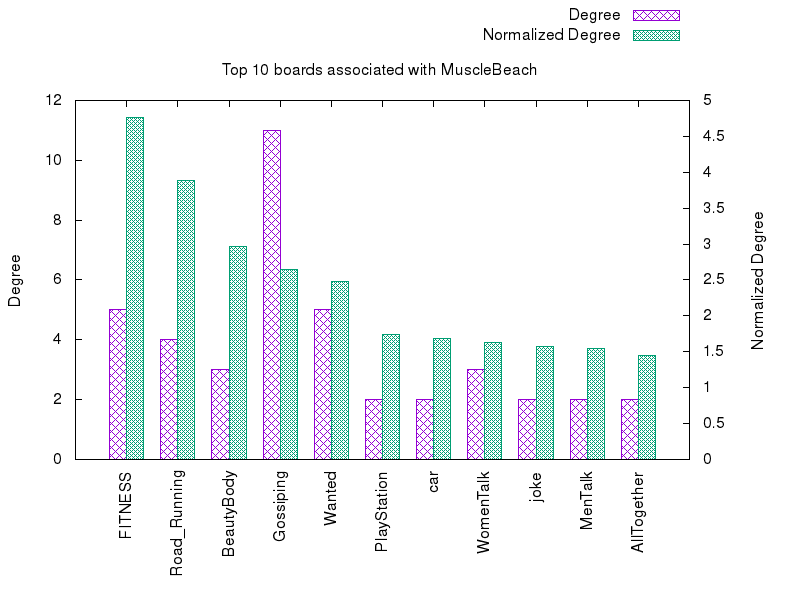 Degree
Normalized Degree
Top 10 boards associated with MuscleBeach
12
10
8
6
4
2
0
Degree
5
4.5
4
3.5
3
2.5
2
1.5
1
0.5
0
Normalized Degree
FITNESS
Road_Running
BeautyBody
Gossiping
Wanted
PlayStation
car
WomenTalk
joke
MenTalk
AllTogether